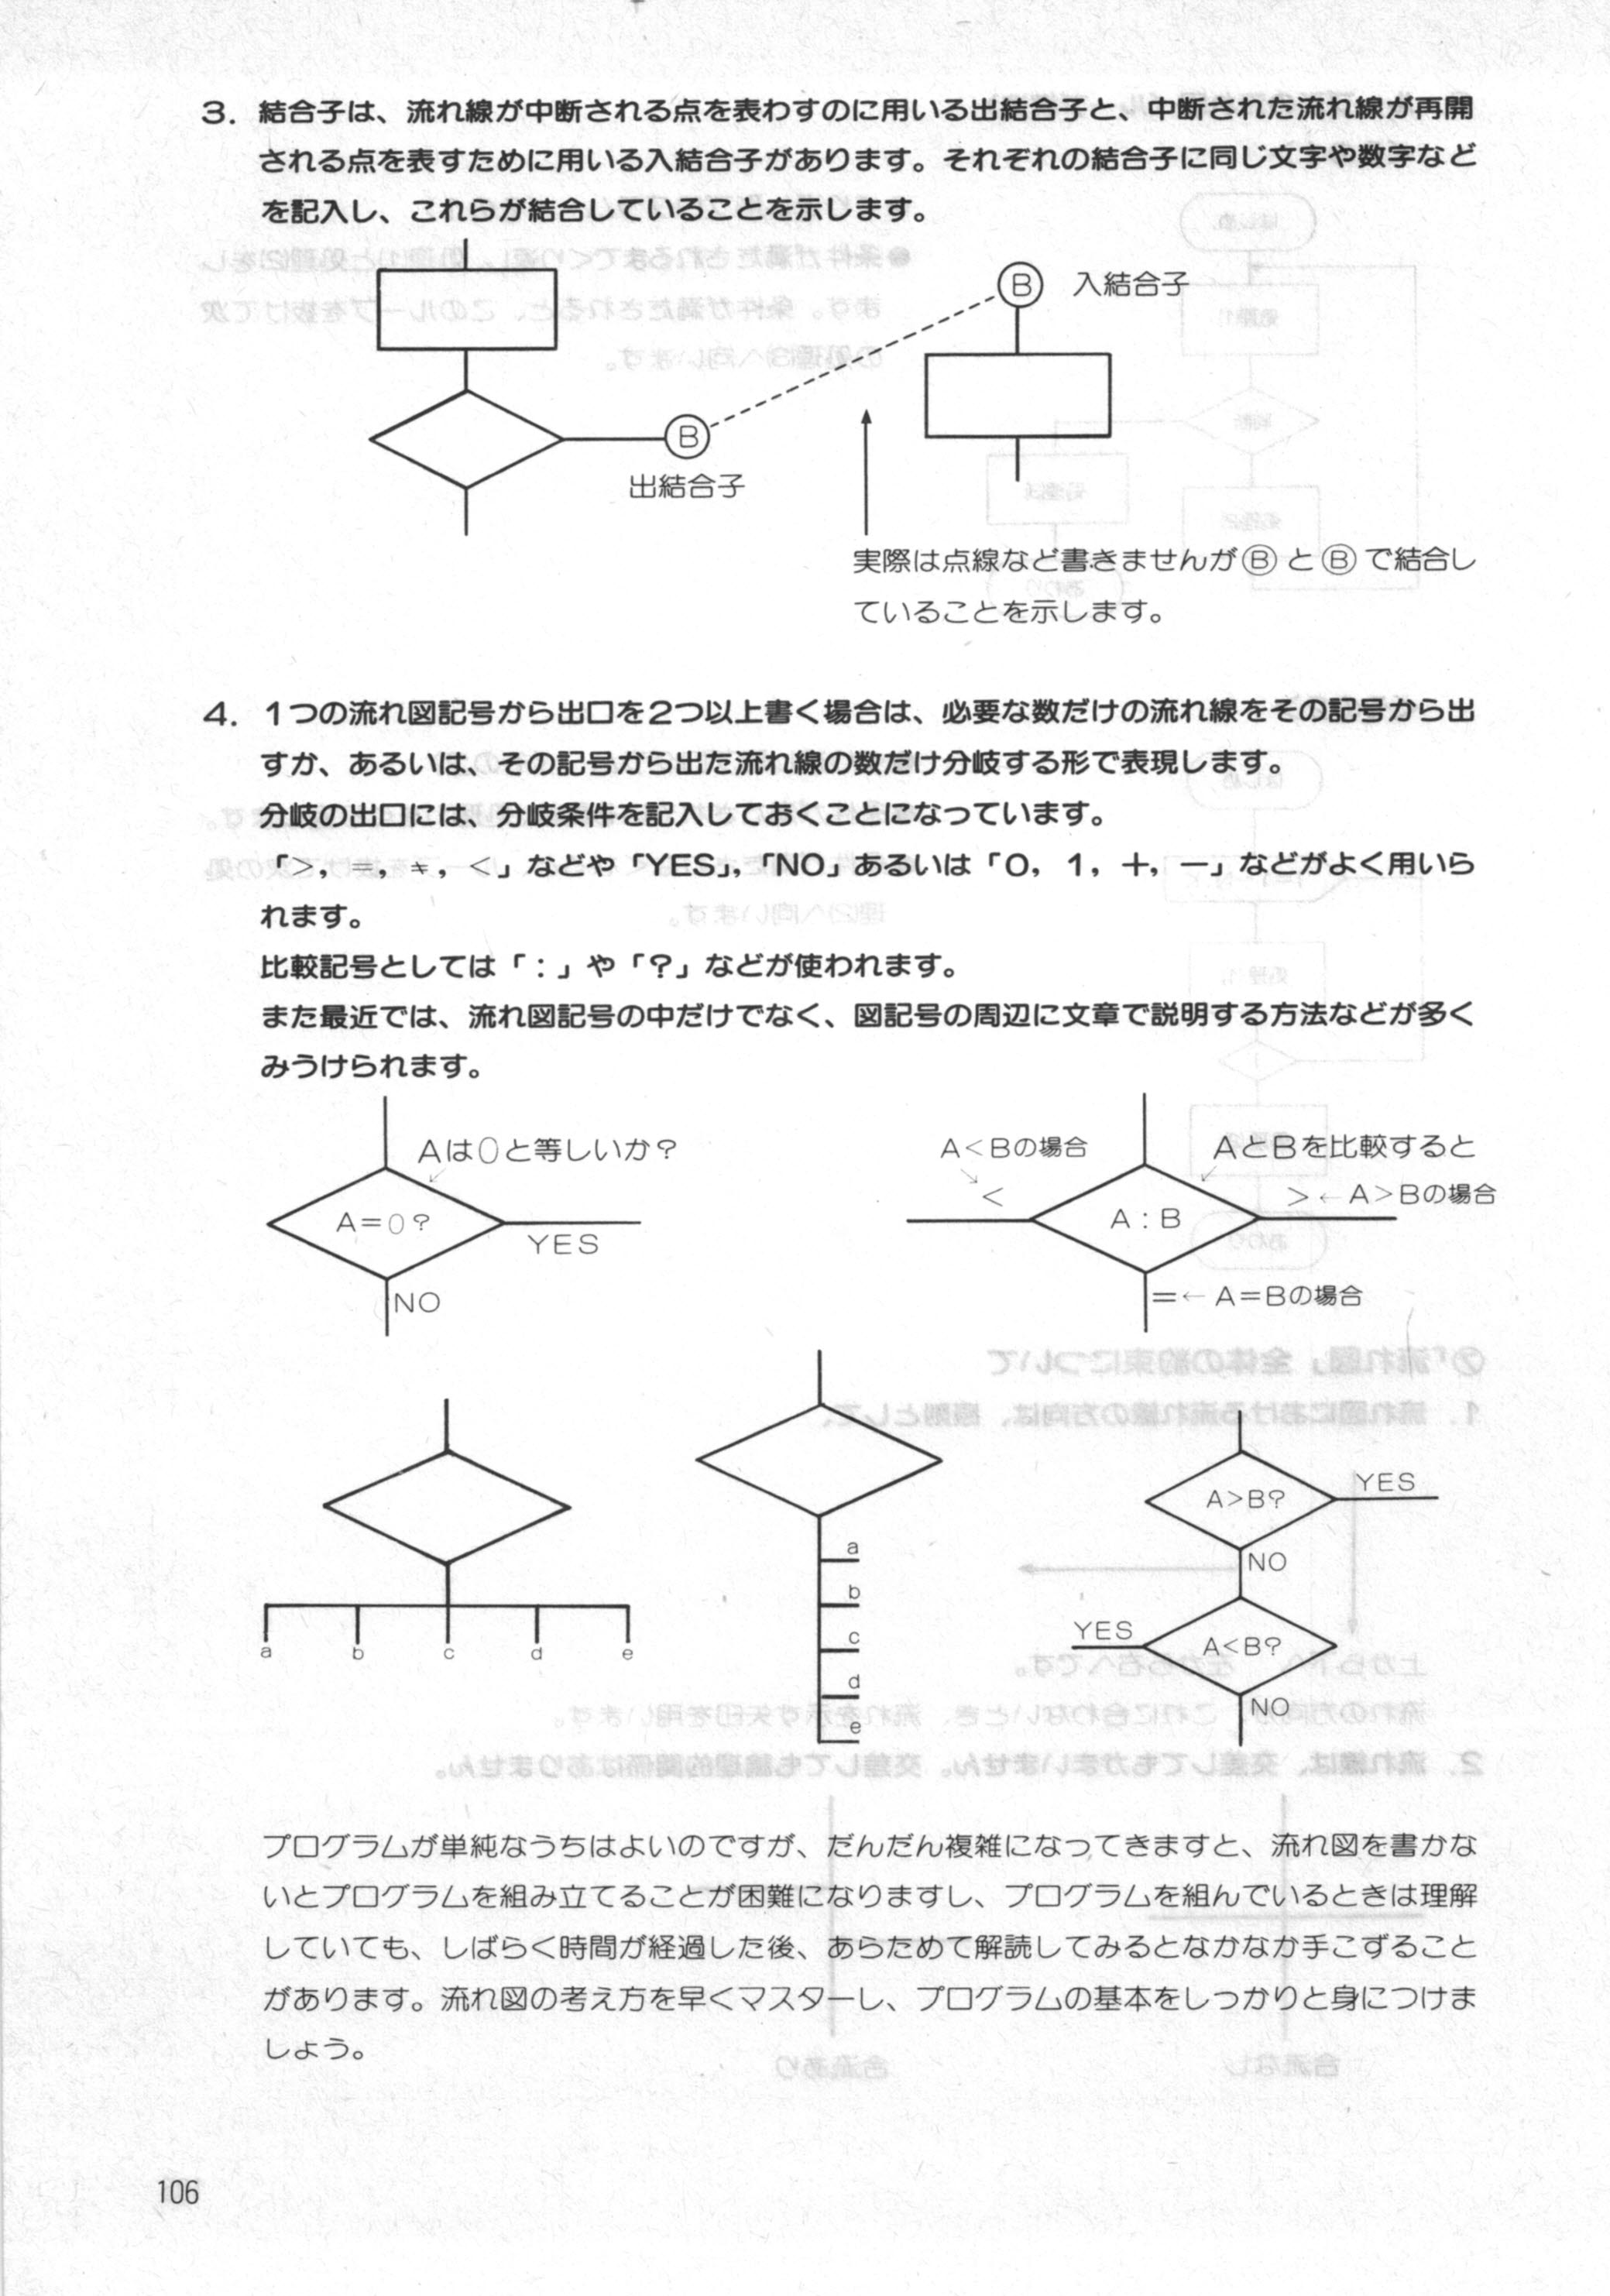 3. 結合子は、流れ線が中断される点を表わすのに用いる出結合子と、中断された流れ線が再開
される点を表すために用いる入結合子があります。それぞれの結合子に同じ文字や数字など
を記入し、これらが結合していることを示します。
Ⓑ 入結合子
Ⓑ
出結合子
実際は点線など書きませんがⒷとⒷで結合し
ていることを示します。
4. 1つの流れ図記号から出口を2つ以上書く場合は、必要な数だけの流れ線をその記号から出
すか、あるいは、その記号から出た流れ線の数だけ分岐する形で表現します。
分岐の出口には、分岐条件を記入しておくことになっています。
「>, =, ≠, <」などや「YES」,「NO」あるいは「0, 1, +, −」などがよく用いら
れます。
比較記号としては「:」や「?」などが使われます。
また最近では、流れ図記号の中だけでなく、図記号の周辺に文章で説明する方法などが多く
みうけられます。
Aは0と等しいか?
A=0?
YES
NO
A<Bの場合
AとBを比較すると
<
> ← A>Bの場合
A:B
= ← A=Bの場合
a
b
c
d
e
a
b
c
d
e
A>B?
YES
NO
YES
A<B?
NO
プログラムが単純なうちはよいのですが、だんだん複雑になってきますと、流れ図を書かな
いとプログラムを組み立てることが困難になりますし、プログラムを組んでいるときは理解
していても、しばらく時間が経過した後、あらためて解読してみるとなかなか手こずること
があります。流れ図の考え方を早くマスターし、プログラムの基本をしっかりと身につけま
しょう。
106